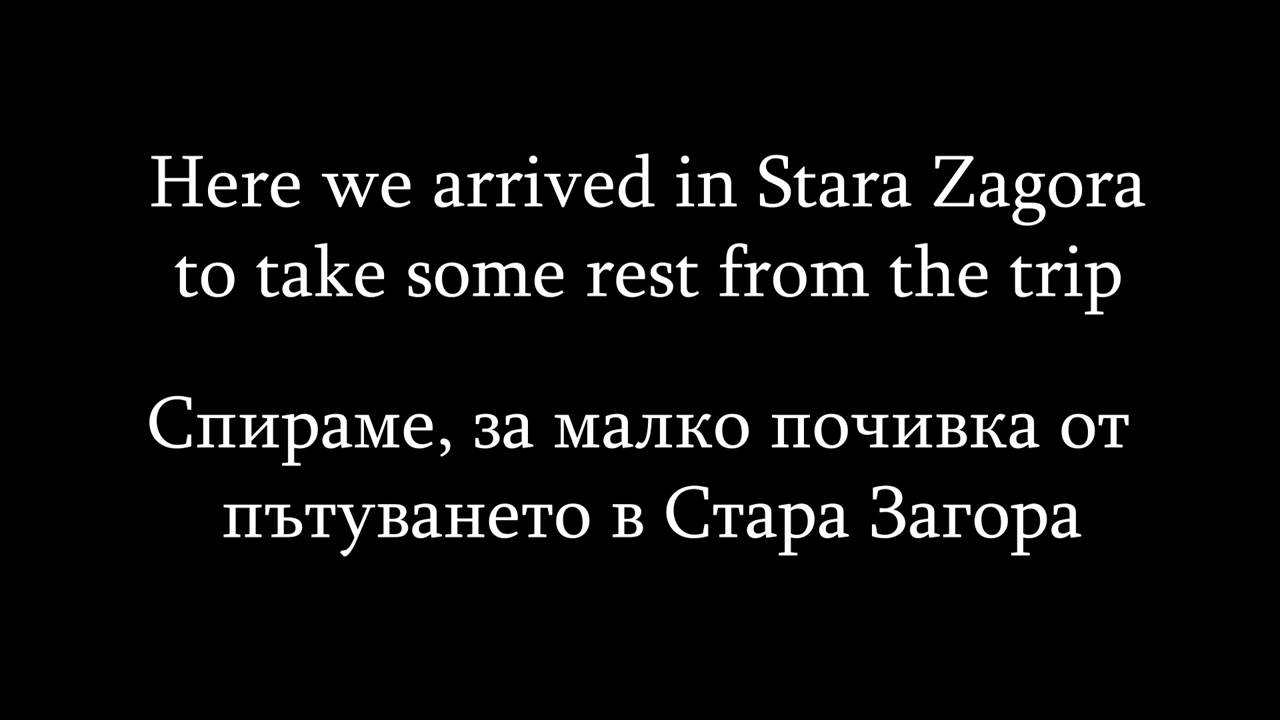 Here we arrived in Stara Zagora
to take some rest from the trip
Спираме, за малко почивка от
пътуването в Стара Загора